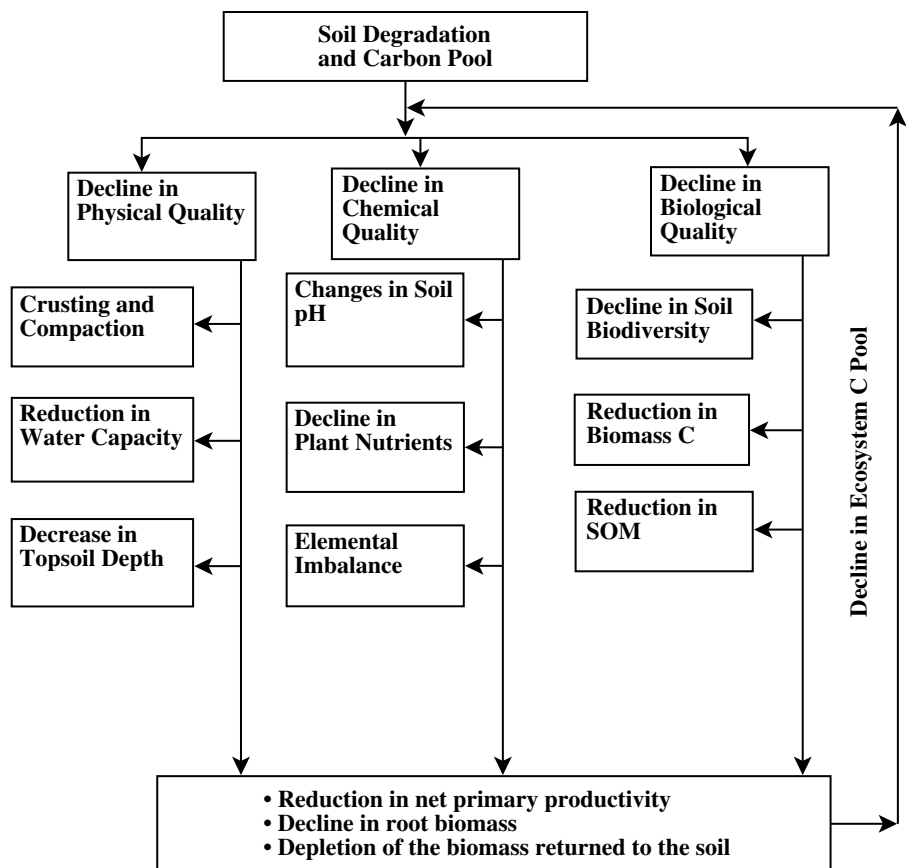 Soil Degradation
and Carbon Pool
Decline in
Physical Quality
Decline in
Chemical
Quality
Decline in
Biological
Quality
Crusting and
Compaction
Reduction in
Water Capacity
Decrease in
Topsoil Depth
Changes in Soil
pH
Decline in
Plant Nutrients
Elemental
Imbalance
Decline in Soil
Biodiversity
Reduction in
Biomass C
Reduction in
SOM
Decline in Ecosystem C Pool
• Reduction in net primary productivity
• Decline in root biomass
• Depletion of the biomass returned to the soil